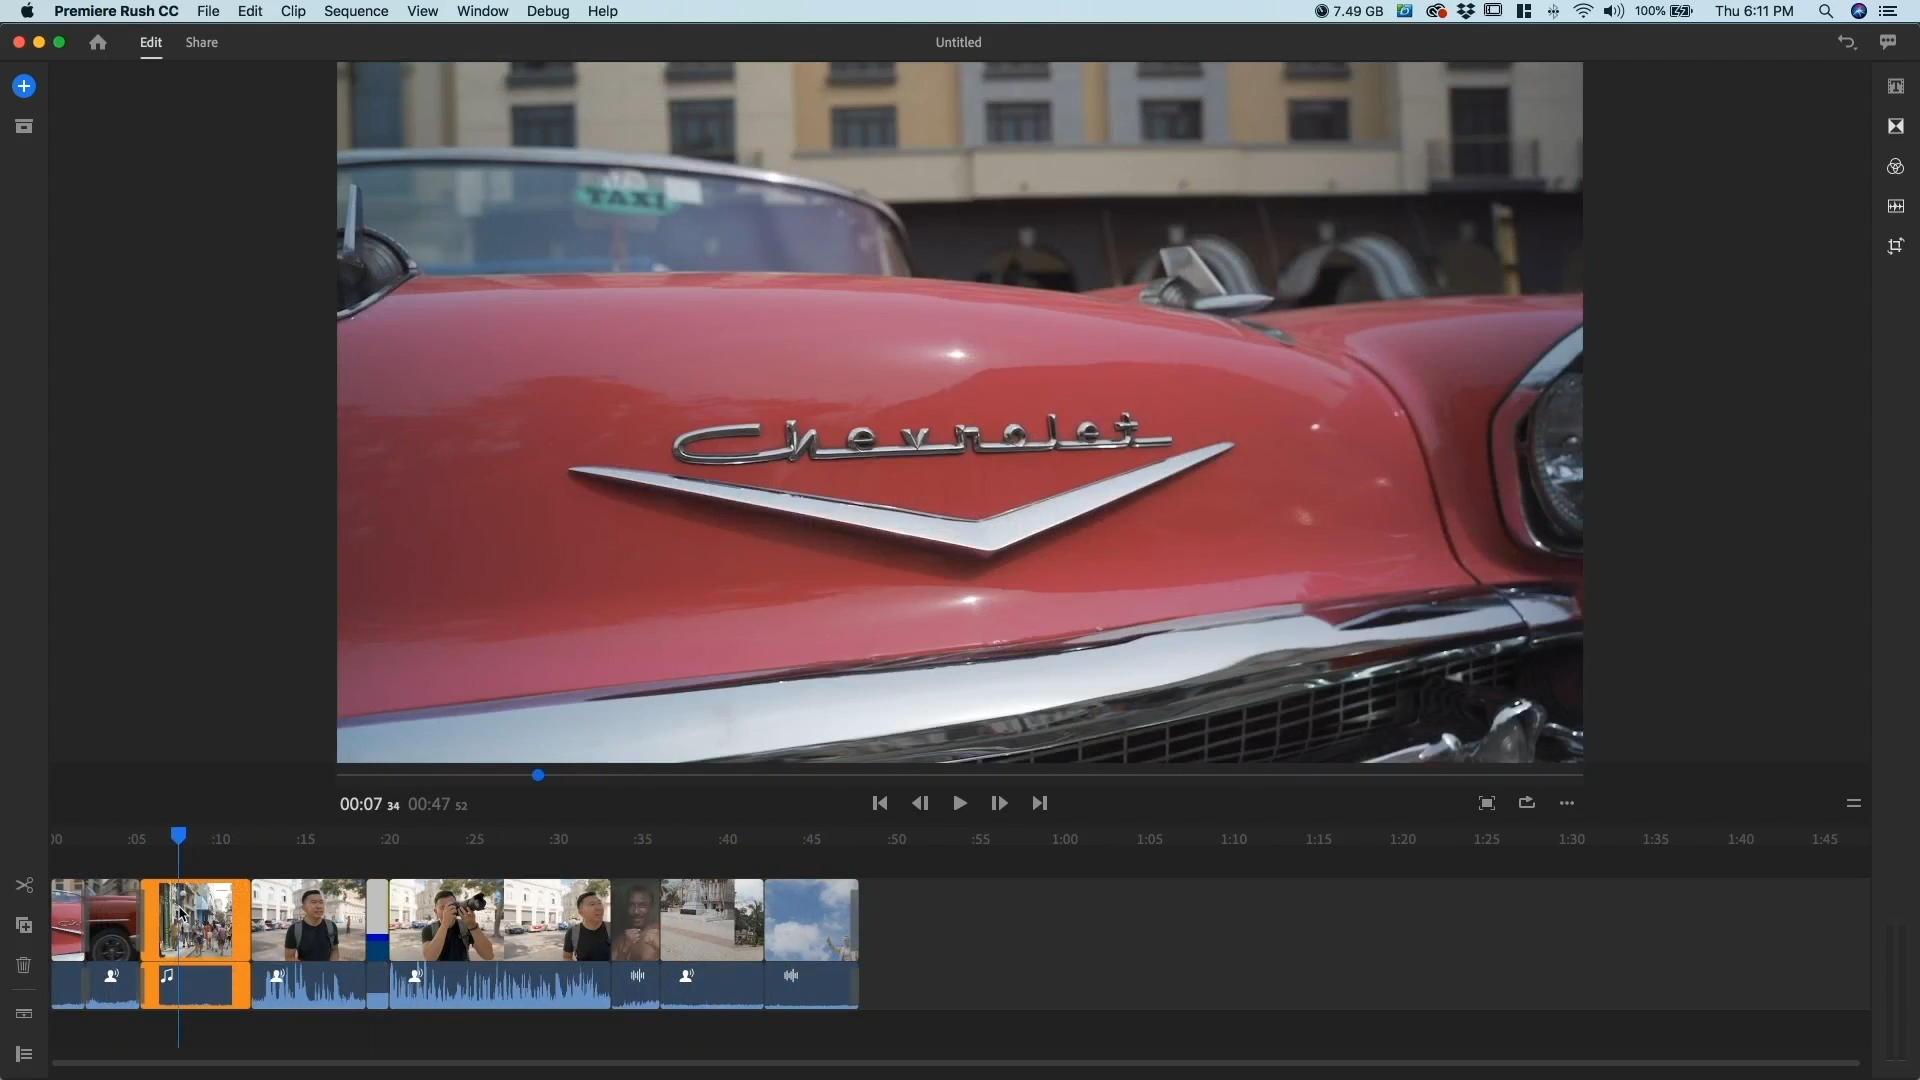 Premiere Rush CC File Edit Clip Sequence View Window Debug Help 7.49 GB 100% Thu 6:11 PM
Edit Share Untitled
TAXI
Chevrolet
00:07 34 00:47 52
:05 :10 :15 :20 :25 :30 :35 :40 :45 :50 :55 1:00 1:05 1:10 1:15 1:20 1:25 1:30 1:35 1:40 1:45